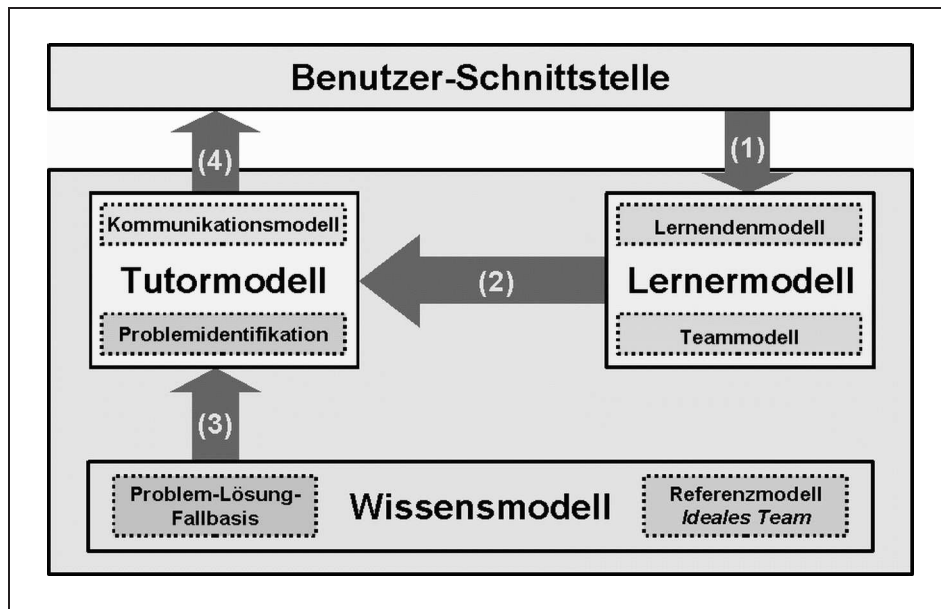 Benutzer-Schnittstelle
(4)
(1)
Kommunikationsmodell
Tutormodell
Problemidentifikation
(2)
Lernendenmodell
Lernermodell
Teammodell
(3)
Problem-Lösung-
Fallbasis
Wissensmodell
Referenzmodell
Ideales Team